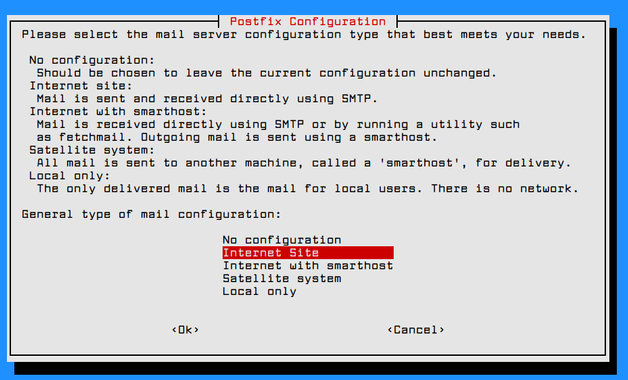 Postfix Configuration
Please select the mail server configuration type that best meets your needs.
No configuration:
Should be chosen to leave the current configuration unchanged.
Internet site:
Mail is sent and received directly using SMTP.
Internet with smarthost:
Mail is received directly using SMTP or by running a utility such
as fetchmail. Outgoing mail is sent using a smarthost.
Satellite system:
All mail is sent to another machine, called a 'smarthost', for delivery.
Local only:
The only delivered mail is the mail for local users. There is no network.
General type of mail configuration:
No configuration
Internet Site
Internet with smarthost
Satellite system
Local only
<Ok> <Cancel>